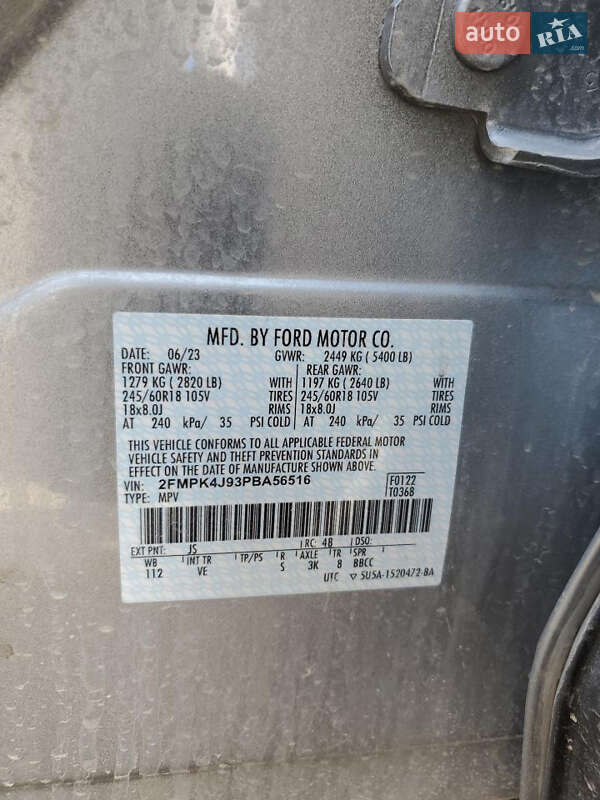 auto RIA .com
MFD. BY FORD MOTOR CO.
DATE: 06/23 GVWR: 2449 KG ( 5400 LB)
FRONT GAWR: REAR GAWR:
1279 KG ( 2820 LB) WITH 1197 KG ( 2640 LB) WITH
245/60R18 105V TIRES 245/60R18 105V TIRES
18x8.0J RIMS 18x8.0J RIMS
AT 240 kPa/ 35 PSI COLD AT 240 kPa/ 35 PSI COLD
THIS VEHICLE CONFORMS TO ALL APPLICABLE FEDERAL MOTOR
VEHICLE SAFETY AND THEFT PREVENTION STANDARDS IN
EFFECT ON THE DATE OF MANUFACTURE SHOWN ABOVE.
VIN: 2FMPK4J93PBA56516 F0122
TYPE: MPV T0368
EXT PNT: JS RC: 48 DSO:
WB INT TR TP/PS R AXLE TR SPR
112 VE S 3K 8 BBCC
UTC ▽ 5U5A-1520472-BA